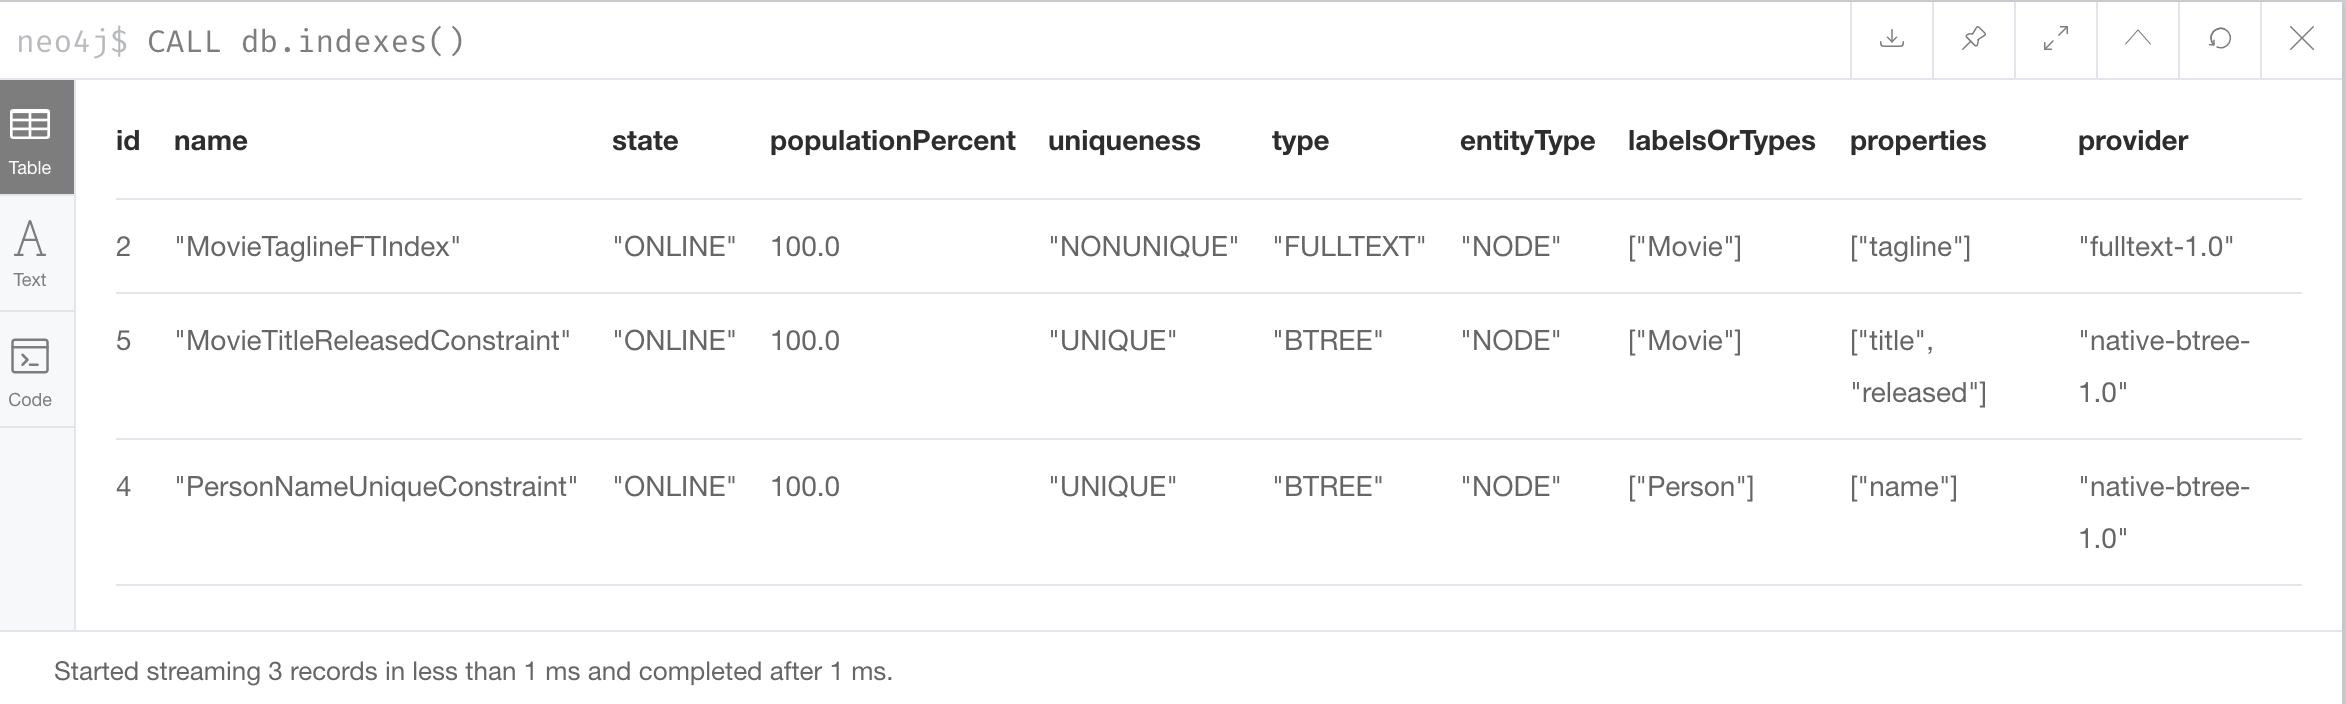 neo4j$ CALL db.indexes()
Table
Text
Code
id name state populationPercent uniqueness type entityType labelsOrTypes properties provider
2 "MovieTaglineFTIndex" "ONLINE" 100.0 "NONUNIQUE" "FULLTEXT" "NODE" ["Movie"] ["tagline"] "fulltext-1.0"
5 "MovieTitleReleasedConstraint" "ONLINE" 100.0 "UNIQUE" "BTREE" "NODE" ["Movie"] ["title", "native-btree-
"released"] 1.0"
4 "PersonNameUniqueConstraint" "ONLINE" 100.0 "UNIQUE" "BTREE" "NODE" ["Person"] ["name"] "native-btree-
1.0"
Started streaming 3 records in less than 1 ms and completed after 1 ms.